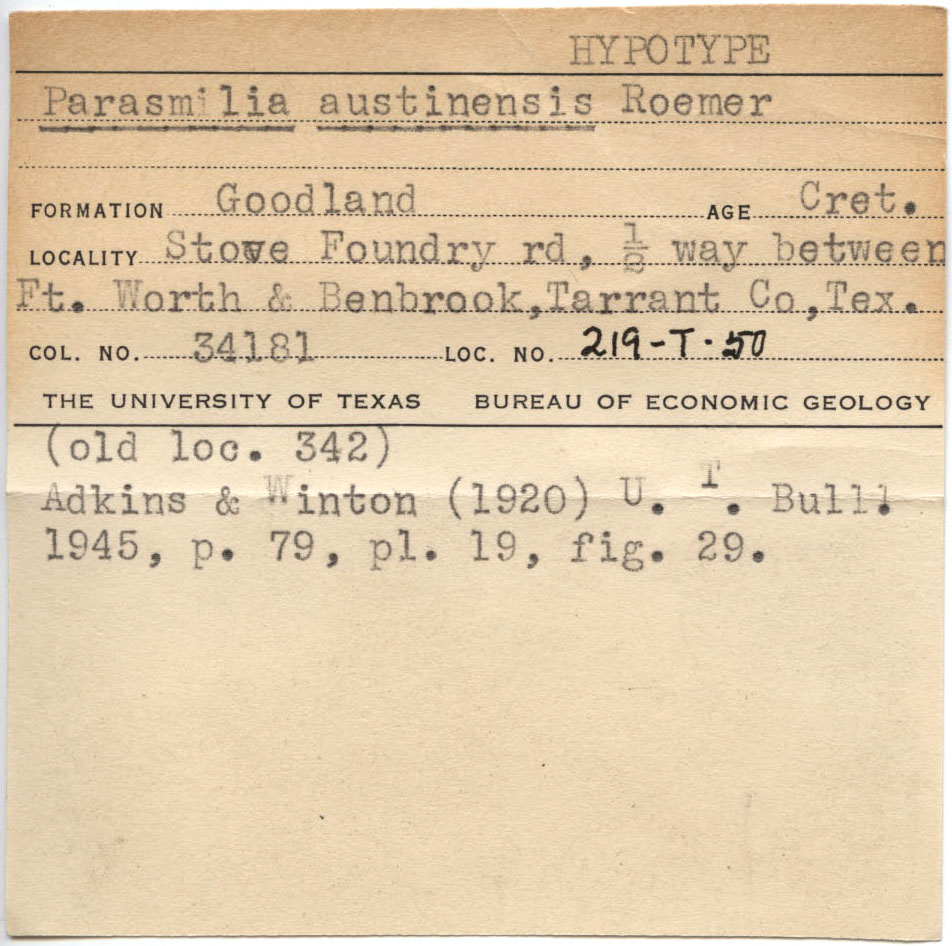 HYPOTYPE
Parasmilia austinensis Roemer
FORMATION Goodland AGE Cret.
LOCALITY Stove Foundry rd, ½ way between
Ft. Worth & Benbrook,Tarrant Co,Tex.
COL. NO. 34181 LOC. NO. 219-T-50
THE UNIVERSITY OF TEXAS BUREAU OF ECONOMIC GEOLOGY
(old loc. 342)
Adkins & Winton (1920) U. T. Bull.
1945, p. 79, pl. 19, fig. 29.